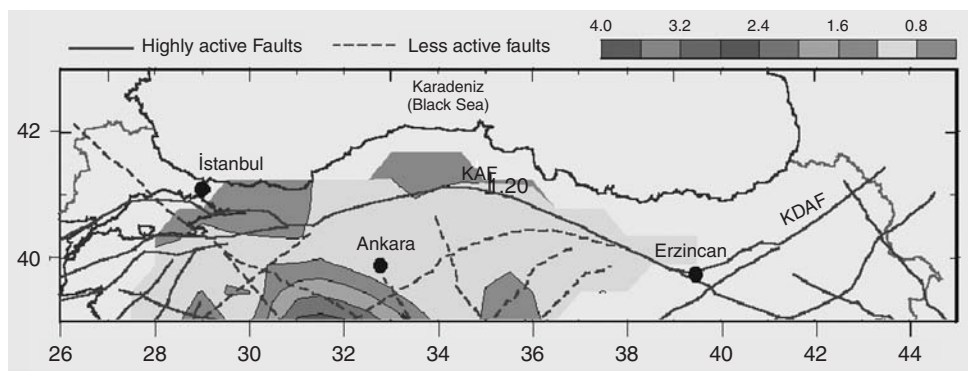 4.0 3.2 2.4 1.6 0.8
Highly active Faults Less active faults
Karadeniz
(Black Sea)
42
İstanbul
KAF 1.20
KDAF
Ankara
Erzincan
40
26 28 30 32 34 36 38 40 42 44